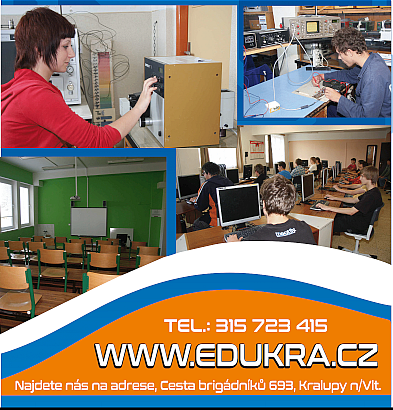 TEL.: 315 723 415
WWW.EDUKRA.CZ
Najdete nás na adrese, Cesta brigádníků 693, Kralupy n/Vlt.